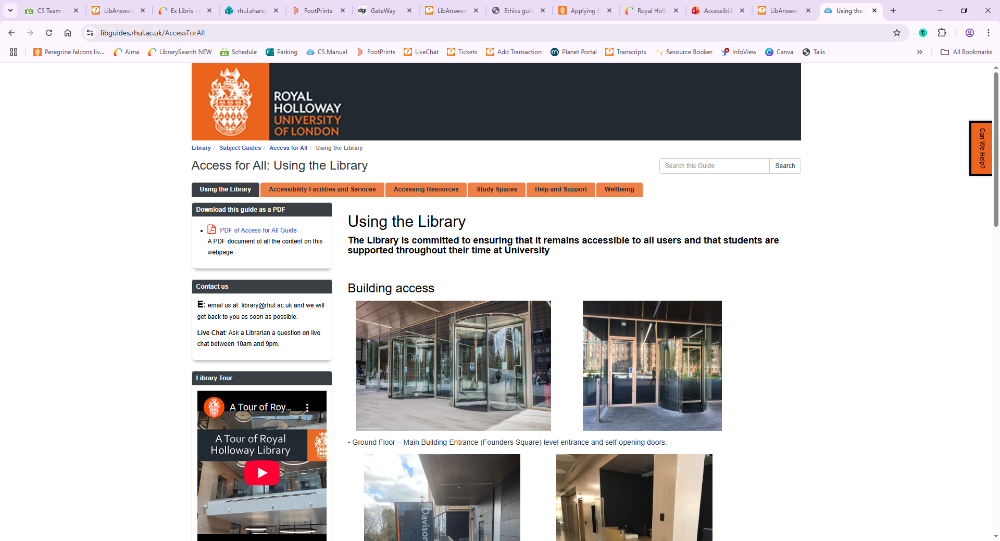 CS Team -
LibAnswers
Ex Libris -
rhul.sharep
FootPrints
GateWay
LibAnswers
Ethics guid
Applying f
Royal Holl
Accessibili
LibAnswers
Using the
libguides.rhul.ac.uk/AccessForAll
Peregrine falcons liv...
Alma
LibrarySearch NEW
Schedule
Parking
CS Manual
FootPrints
LiveChat
Tickets
Add Transaction
Planet Portal
Transcripts
Resource Booker
InfoView
Canva
Talis
All Bookmarks
ROYAL
HOLLOWAY
UNIVERSITY
OF LONDON
Can We Help?
Library / Subject Guides / Access for All / Using the Library
Access for All: Using the Library
Search this Guide
Search
Using the Library
Accessibility Facilities and Services
Accessing Resources
Study Spaces
Help and Support
Wellbeing
Download this guide as a PDF
• PDF of Access for All Guide
A PDF document of all the content on this
webpage.
Contact us
E: email us at: library@rhul.ac.uk and we will
get back to you as soon as possible.
Live Chat: Ask a Librarian a question on live
chat between 10am and 9pm.
Library Tour
A Tour of Roy...
A Tour of Royal
Holloway Library
Using the Library
The Library is committed to ensuring that it remains accessible to all users and that students are
supported throughout their time at University
Building access
• Ground Floor – Main Building Entrance (Founders Square) level entrance and self-opening doors.
Davison